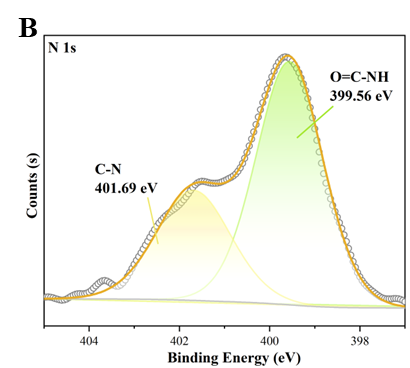 B
N 1s
O=C-NH
399.56 eV
C-N
401.69 eV
Counts (s)
404
402
400
398
Binding Energy (eV)